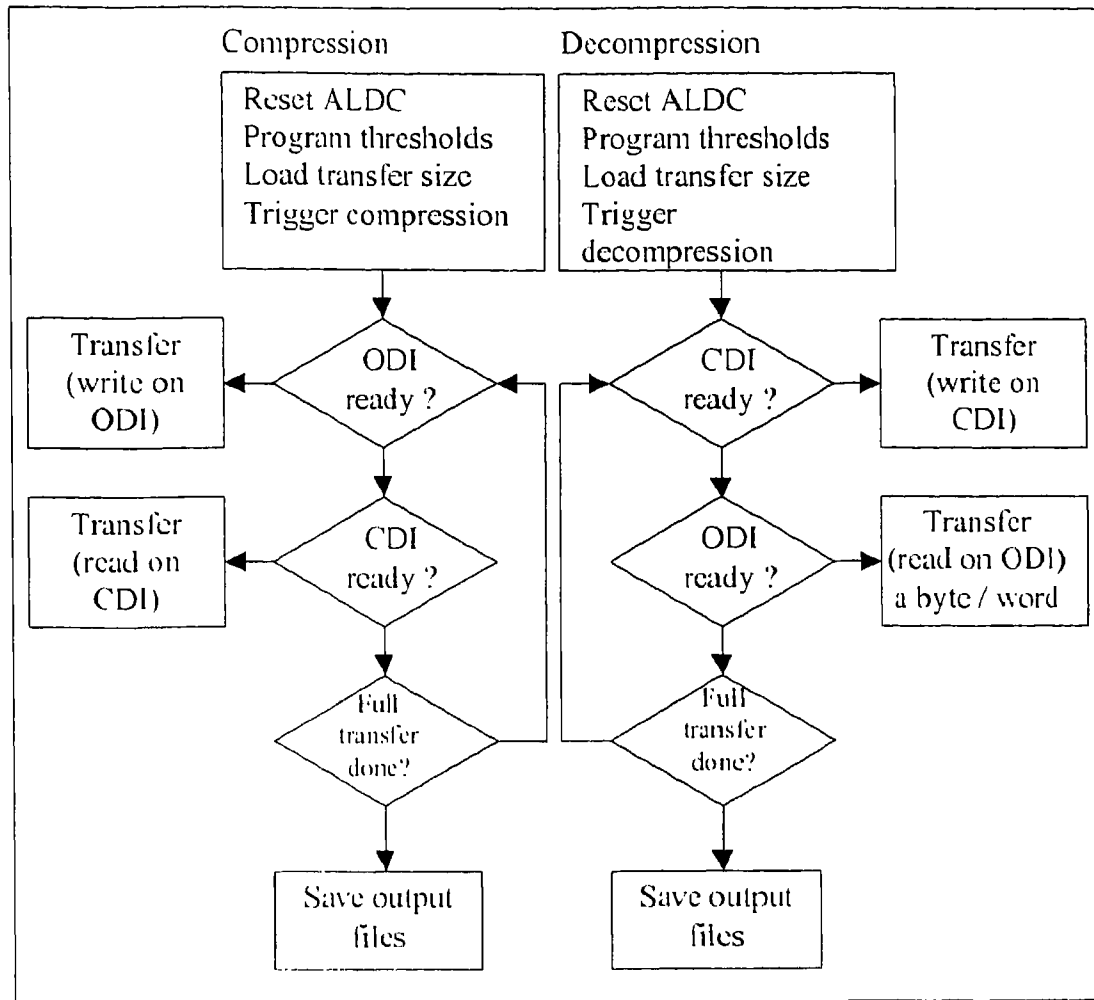 Compression
Reset ALDC
Program thresholds
Load transfer size
Trigger compression
Transfer
(write on
ODI)
ODI
ready ?
Transfer
(read on
CDI)
CDI
ready ?
Full
transfer
done?
Save output
files
Decompression
Reset ALDC
Program thresholds
Load transfer size
Trigger
decompression
CDI
ready ?
Transfer
(write on
CDI)
ODI
ready ?
Transfer
(read on ODI)
a byte / word
Full
transfer
done?
Save output
files